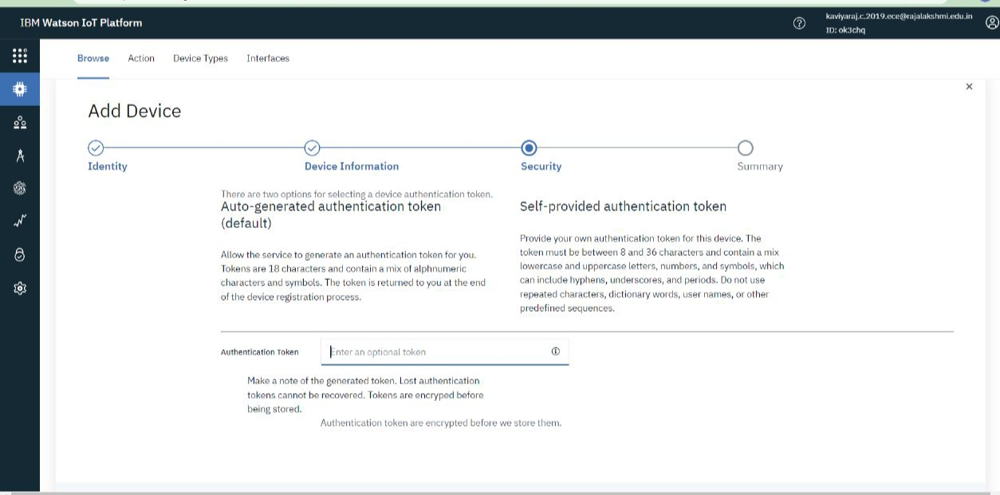 IBM Watson IoT Platform
kaviyaraj.c.2019.ece@rajalakshmi.edu.in
ID: ok3chq
Browse
Action
Device Types
Interfaces
Add Device
Identity
Device Information
Security
Summary
There are two options for selecting a device authentication token.
Auto-generated authentication token
(default)
Allow the service to generate an authentication token for you.
Tokens are 18 characters and contain a mix of alphnumeric
characters and symbols. The token is returned to you at the end
of the device registration process.
Self-provided authentication token
Provide your own authentication token for this device. The
token must be between 8 and 36 characters and contain a mix
lowercase and uppercase letters, numbers, and symbols, which
can include hyphens, underscores, and periods. Do not use
repeated characters, dictionary words, user names, or other
predefined sequences.
Authentication Token
Enter an optional token
Make a note of the generated token. Lost authentication
tokens cannot be recovered. Tokens are encryped before
being stored.
Authentication token are encrypted before we store them.